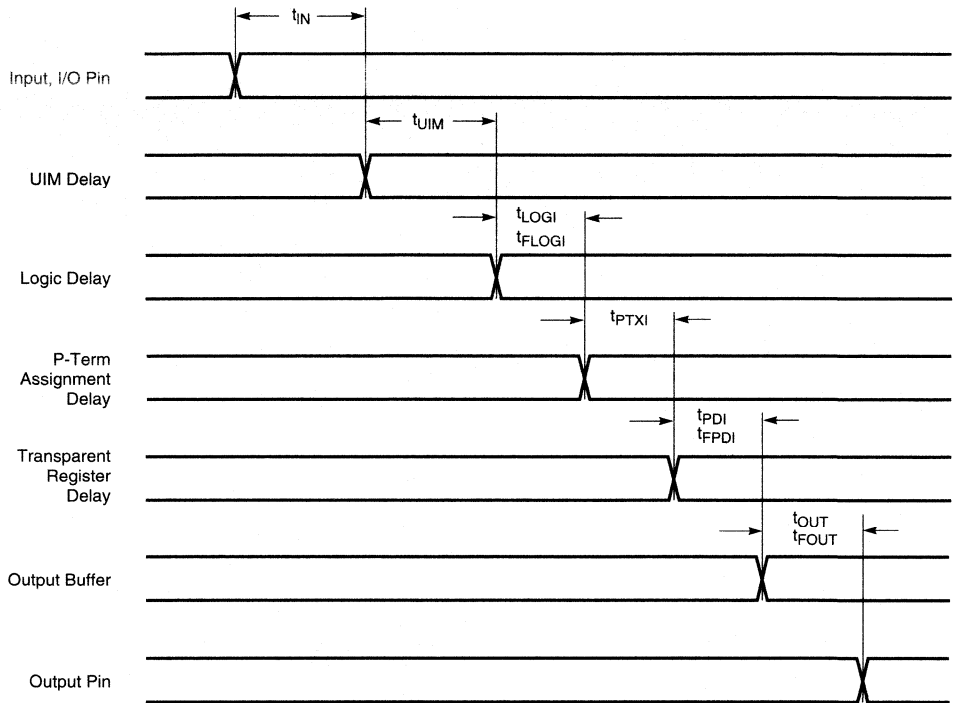 tIN
Input, I/O Pin
tUIM
UIM Delay
tLOGI
tFLOGI
Logic Delay
tPTXI
P-Term
Assignment
Delay
tPDI
tFPDI
Transparent
Register
Delay
tOUT
tFOUT
Output Buffer
Output Pin